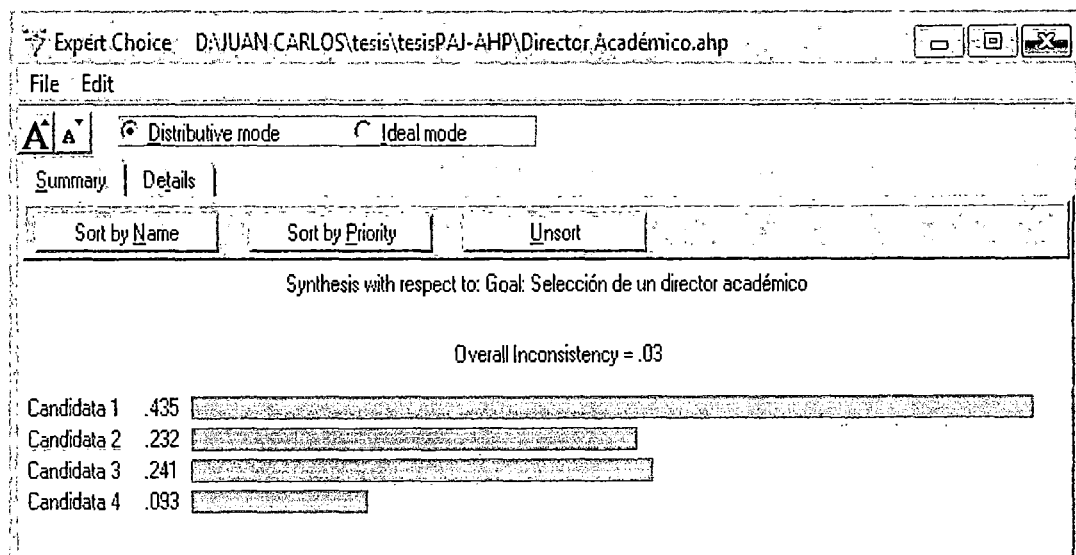 Expert Choice D:\JUAN CARLOS\tesis\tesisPAJ-AHP\Director Académico.ahp
File Edit
A A Distributive mode Ideal mode
Summary Details
Sort by Name Sort by Priority Unsort
Synthesis with respect to: Goal: Selección de un director académico
Overall Inconsistency = .03
Candidata 1 .435
Candidata 2 .232
Candidata 3 .241
Candidata 4 .093